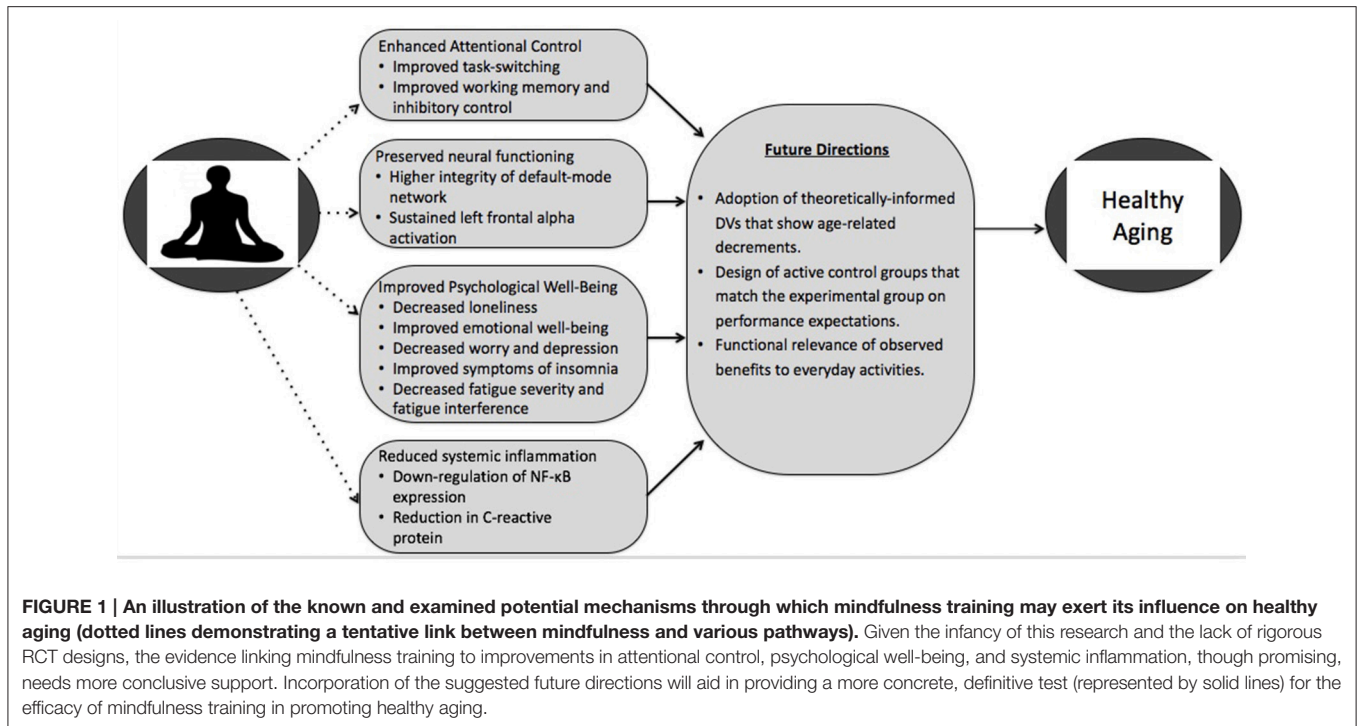 Enhanced Attentional Control
• Improved task-switching
• Improved working memory and
inhibitory control
Preserved neural functioning
• Higher integrity of default-mode
network
• Sustained left frontal alpha
activation
Improved Psychological Well-Being
• Decreased loneliness
• Improved emotional well-being
• Decreased worry and depression
• Improved symptoms of insomnia
• Decreased fatigue severity and
fatigue interference
Reduced systemic inflammation
• Down-regulation of NF-κB
expression
• Reduction in C-reactive
protein
Future Directions
• Adoption of theoretically-informed
DVs that show age-related
decrements.
• Design of active control groups that
match the experimental group on
performance expectations.
• Functional relevance of observed
benefits to everyday activities.
Healthy
Aging
FIGURE 1 | An illustration of the known and examined potential mechanisms through which mindfulness training may exert its influence on healthy
aging (dotted lines demonstrating a tentative link between mindfulness and various pathways). Given the infancy of this research and the lack of rigorous
RCT designs, the evidence linking mindfulness training to improvements in attentional control, psychological well-being, and systemic inflammation, though promising,
needs more conclusive support. Incorporation of the suggested future directions will aid in providing a more concrete, definitive test (represented by solid lines) for the
efficacy of mindfulness training in promoting healthy aging.